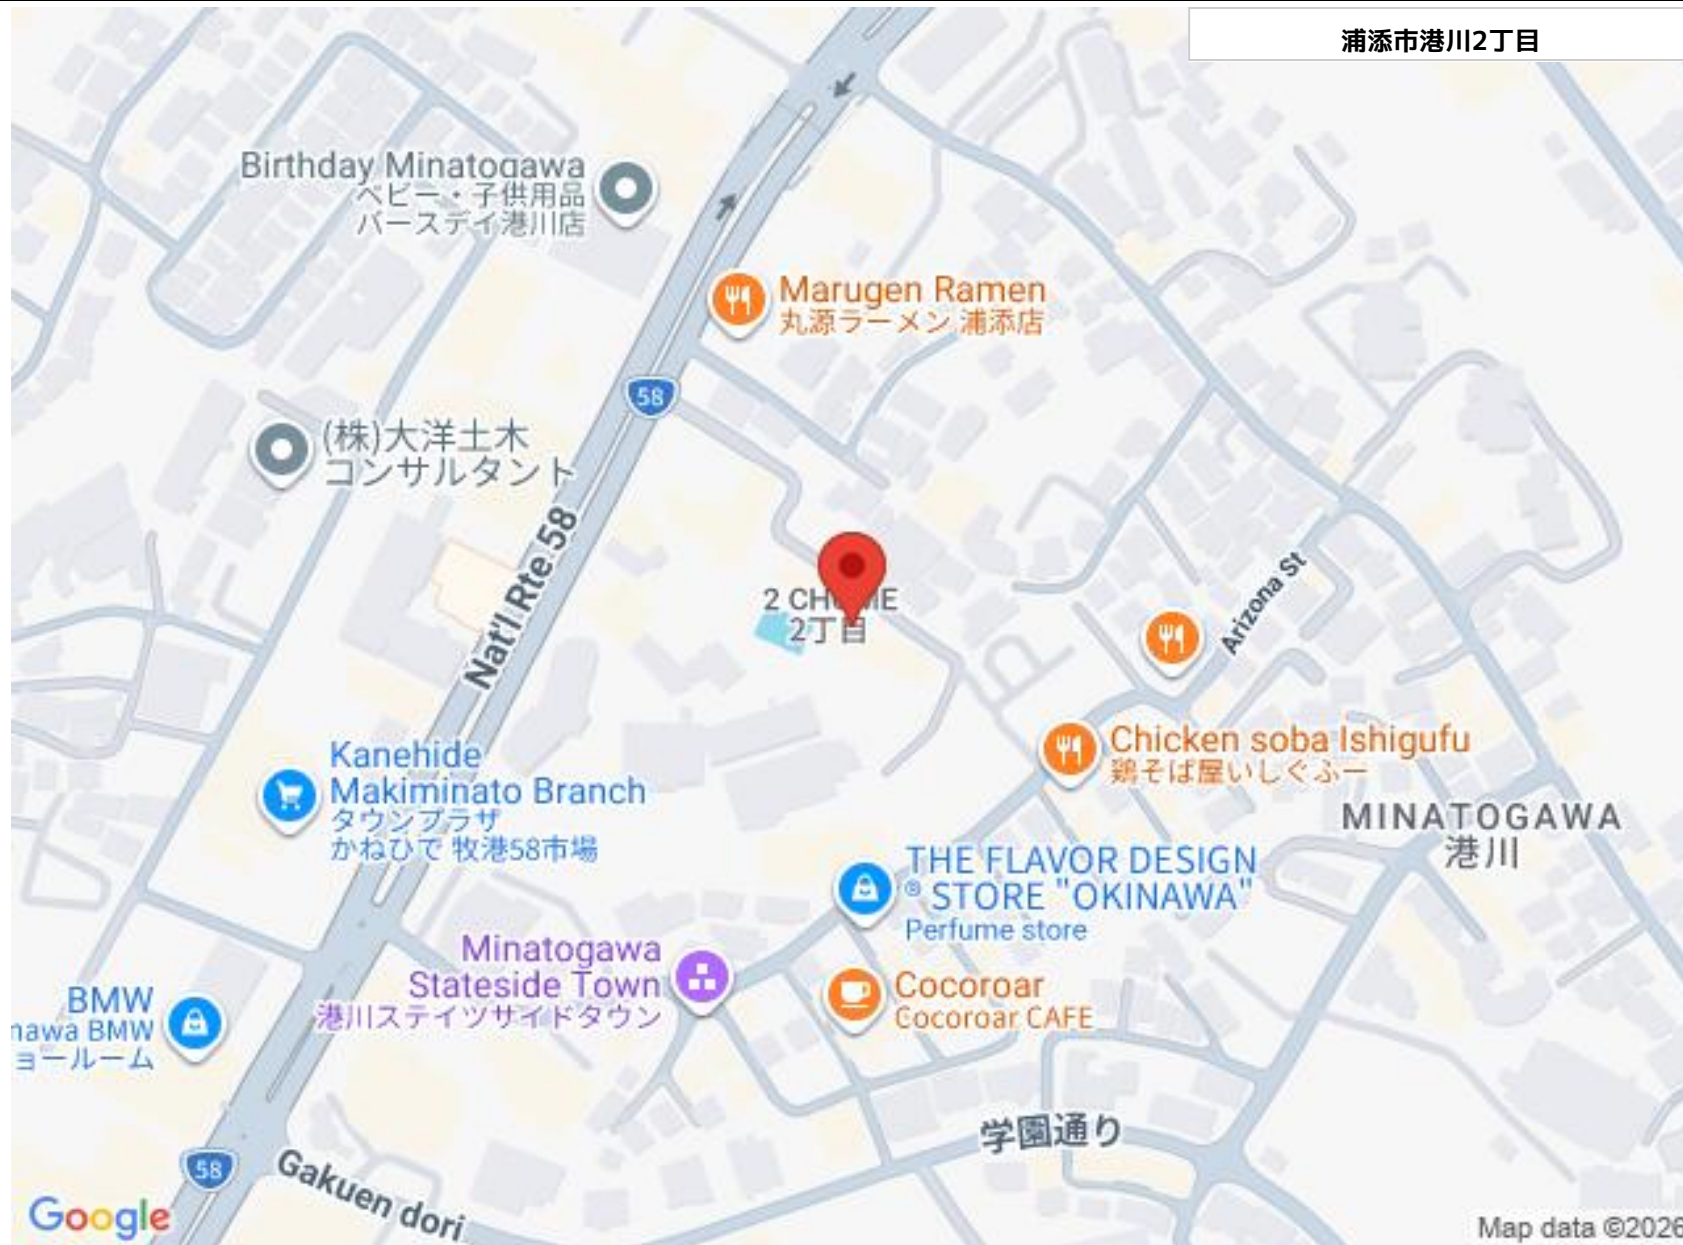 浦添市港川2丁目
Birthday Minatogawa
ベビー・子供用品
バースデイ港川店
Marugen Ramen
丸源ラーメン 浦添店
58
(株)大洋土木
コンサルタント
Nat'l Rte 58
2丁目
Arizona St
Kanehide
Makiminato Branch
タウンプラザ
かねひで 牧港58市場
Chicken soba Ishigufu
鶏そば屋いしぐふー
MINATOGAWA
港川
THE FLAVOR DESIGN
® STORE "OKINAWA"
Perfume store
Minatogawa
Stateside Town
港川ステイツサイドタウン
Cocoroar
Cocoroar CAFE
BMW
nawa BMW
ョールーム
学園通り
58
Gakuen dori
Google
Map data ©2026